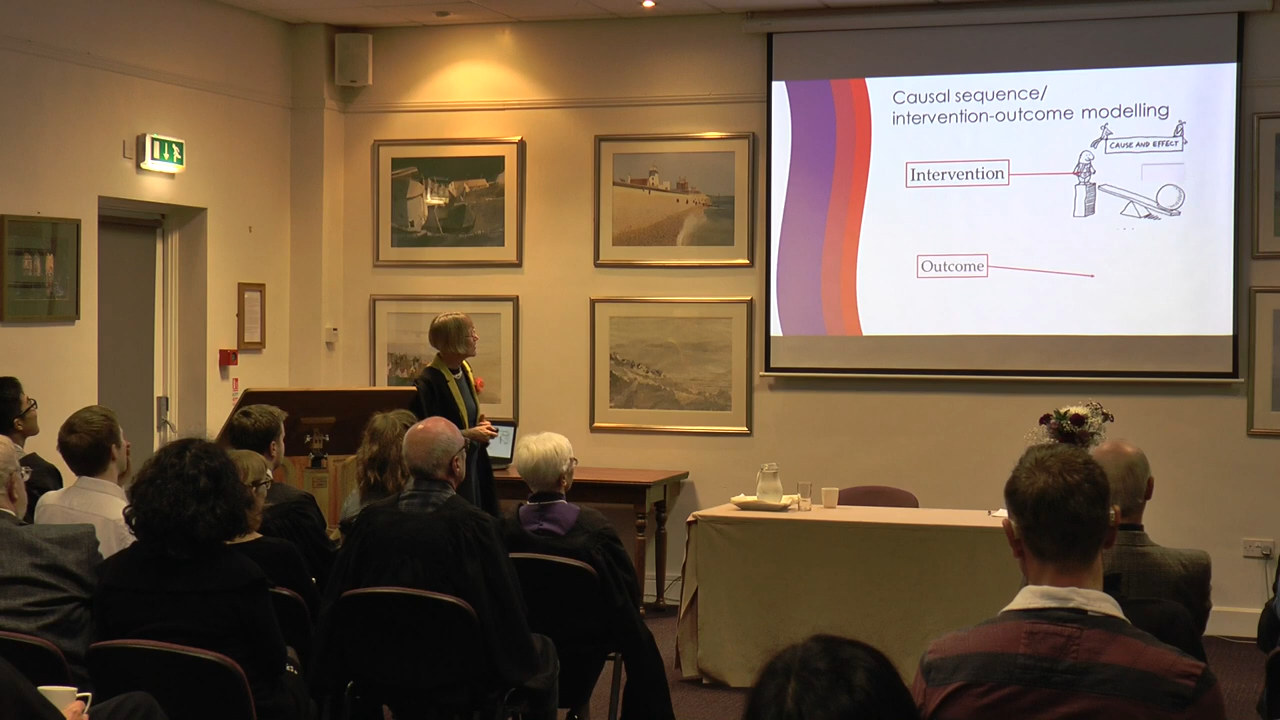 Causal sequence/
intervention-outcome modelling
CAUSE AND EFFECT
Intervention
Outcome